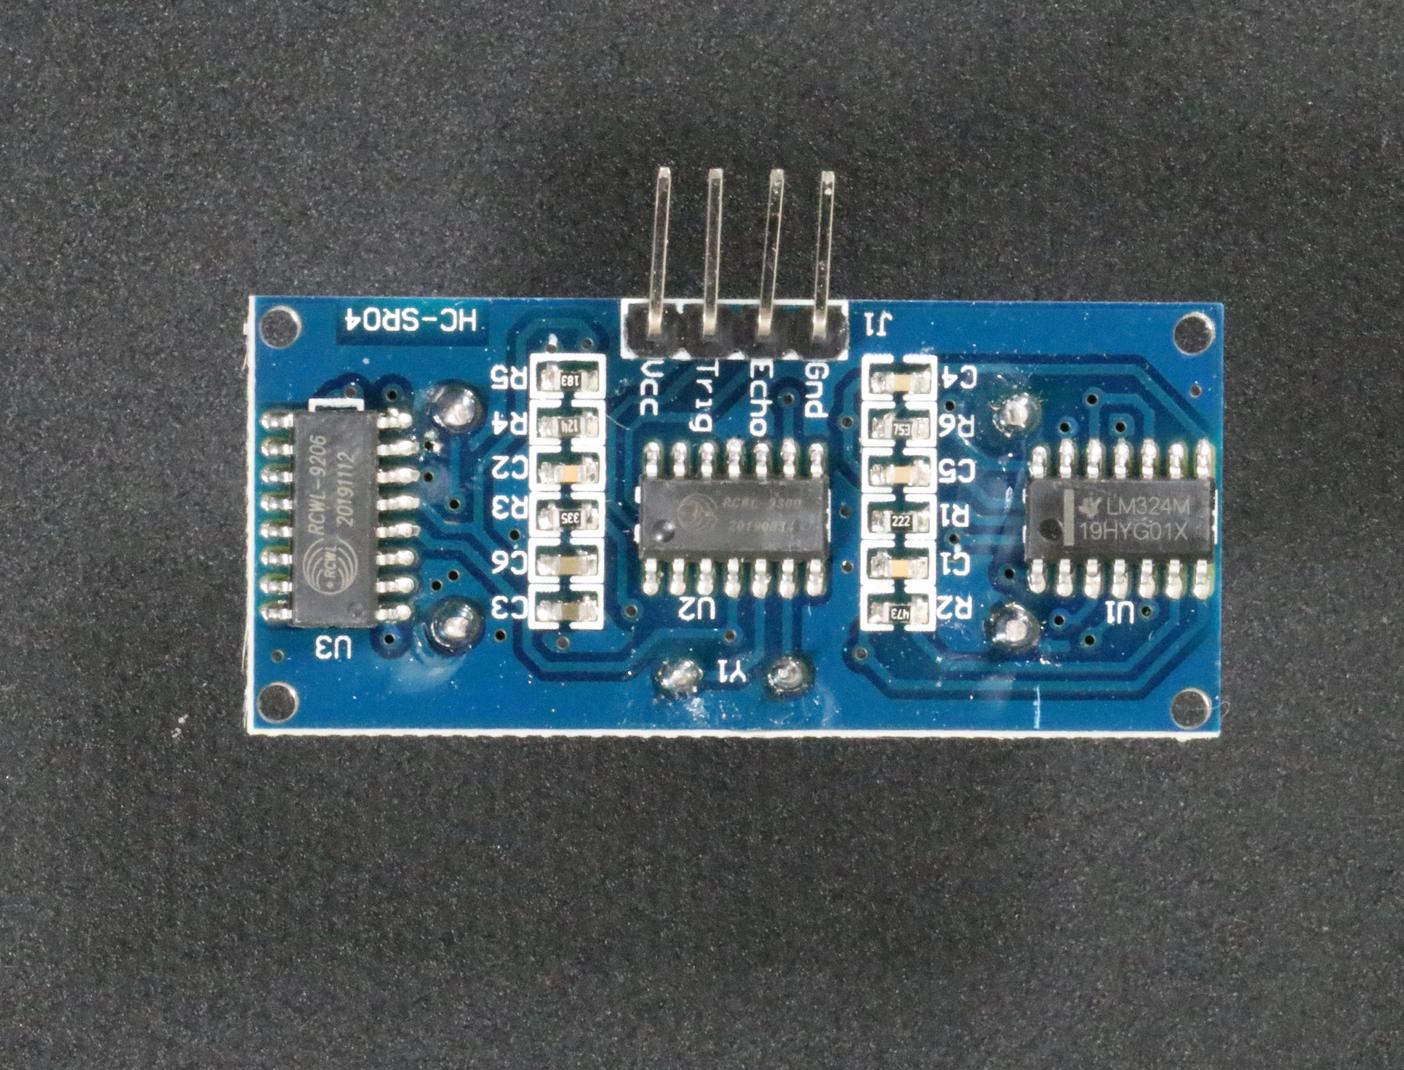 HC-SR04
J1
Vcc
Trig
Echo
Gnd
R5
183
C4
R4
124
R6
C2
C5
R3
335
222
R1
C6
C1
C3
473
R2
RCWL-9206
20191112
RCWL
U3
U2
LM324M
19HYG01X
U1
Y1